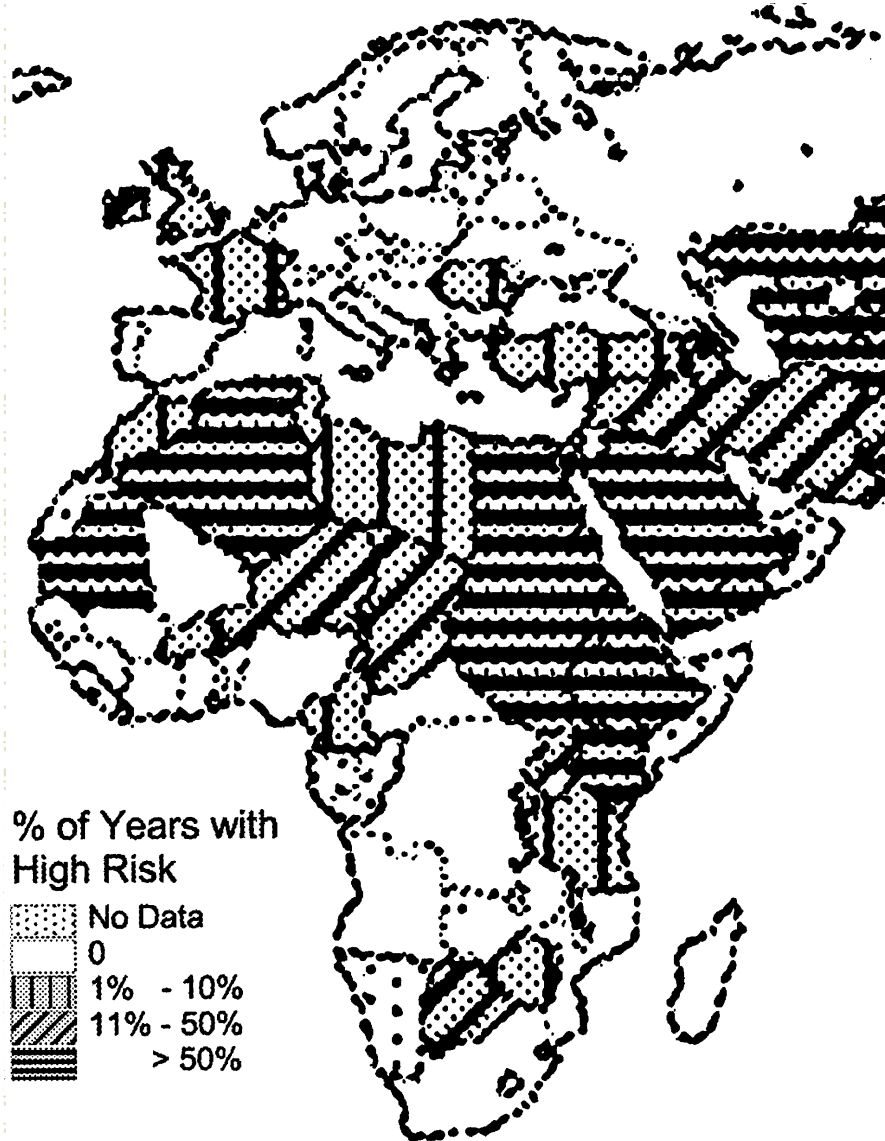 % of Years with
High Risk
No Data
0
1% - 10%
11% - 50%
> 50%